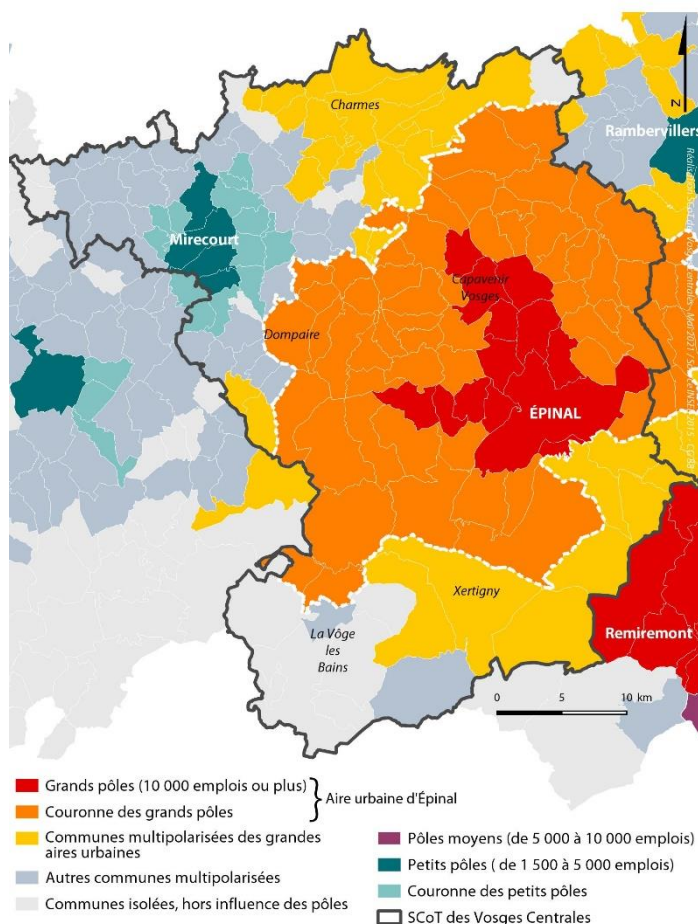 Charmes
N
Rambervillers
Mirecourt
Capavenir
Vosges
Dompaire
ÉPINAL
Xertigny
La Vôge
les
Bains
Remiremont
0 5 10 km
Grands pôles (10 000 emplois ou plus)
Couronne des grands pôles
Aire urbaine d'Épinal
Communes multipolarisées des grandes
aires urbaines
Autres communes multipolarisées
Communes isolées, hors influence des pôles
Pôles moyens (de 5 000 à 10 000 emplois)
Petits pôles ( de 1 500 à 5 000 emplois)
Couronne des petits pôles
SCoT des Vosges Centrales